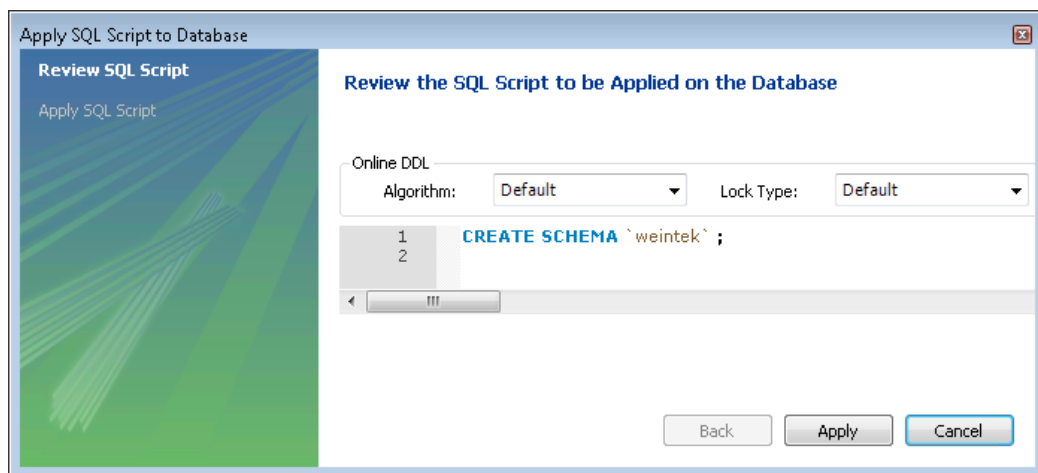 Apply SQL Script to Database
Review SQL Script
Apply SQL Script
Review the SQL Script to be Applied on the Database
Online DDL
Algorithm: Default Lock Type: Default
1 CREATE SCHEMA `weintek` ;
2
Back Apply Cancel